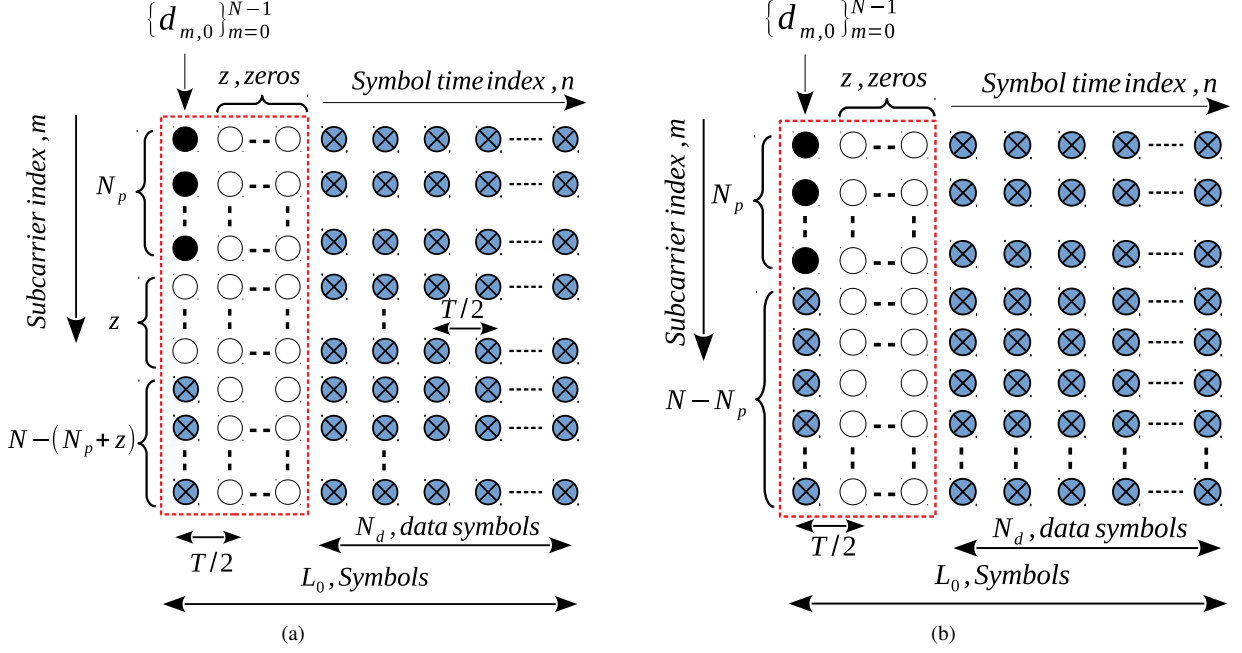 {d_{m,0}}_{m=0}^{N-1}
z, zeros
Symbol time index, n
Subcarrier index, m
N_p
z
T/2
N-(N_p+z)
T/2
N_d, data symbols
L_0, Symbols
(a)
{d_{m,0}}_{m=0}^{N-1}
z, zeros
Symbol time index, n
Subcarrier index, m
N_p
N-N_p
T/2
N_d, data symbols
L_0, Symbols
(b)